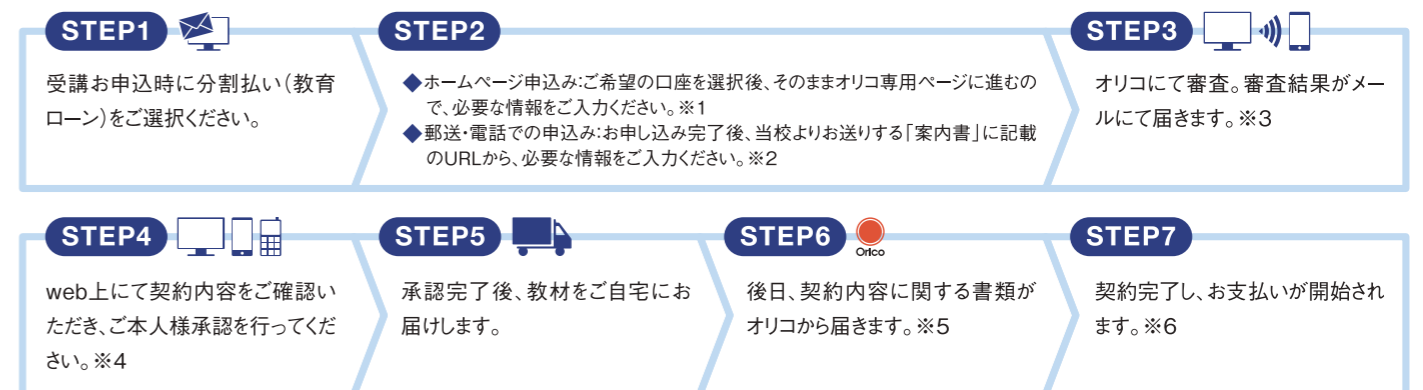 STEP1
受講お申込時に分割払い(教育
ローン)をご選択ください。
STEP2
◆ホームページ申込み:ご希望の口座を選択後、そのままオリコ専用ページに進むの
で、必要な情報をご入力ください。※1
◆郵送・電話での申込み:お申し込み完了後、当校よりお送りする「案内書」に記載
のURLから、必要な情報をご入力ください。※2
STEP3
オリコにて審査。審査結果がメー
ルにて届きます。※3
STEP4
web上にて契約内容をご確認い
ただき、ご本人様承認を行ってくだ
さい。※4
STEP5
承認完了後、教材をご自宅にお
届けします。
STEP6
Orico
後日、契約内容に関する書類が
オリコから届きます。※5
STEP7
契約完了し、お支払いが開始され
ます。※6